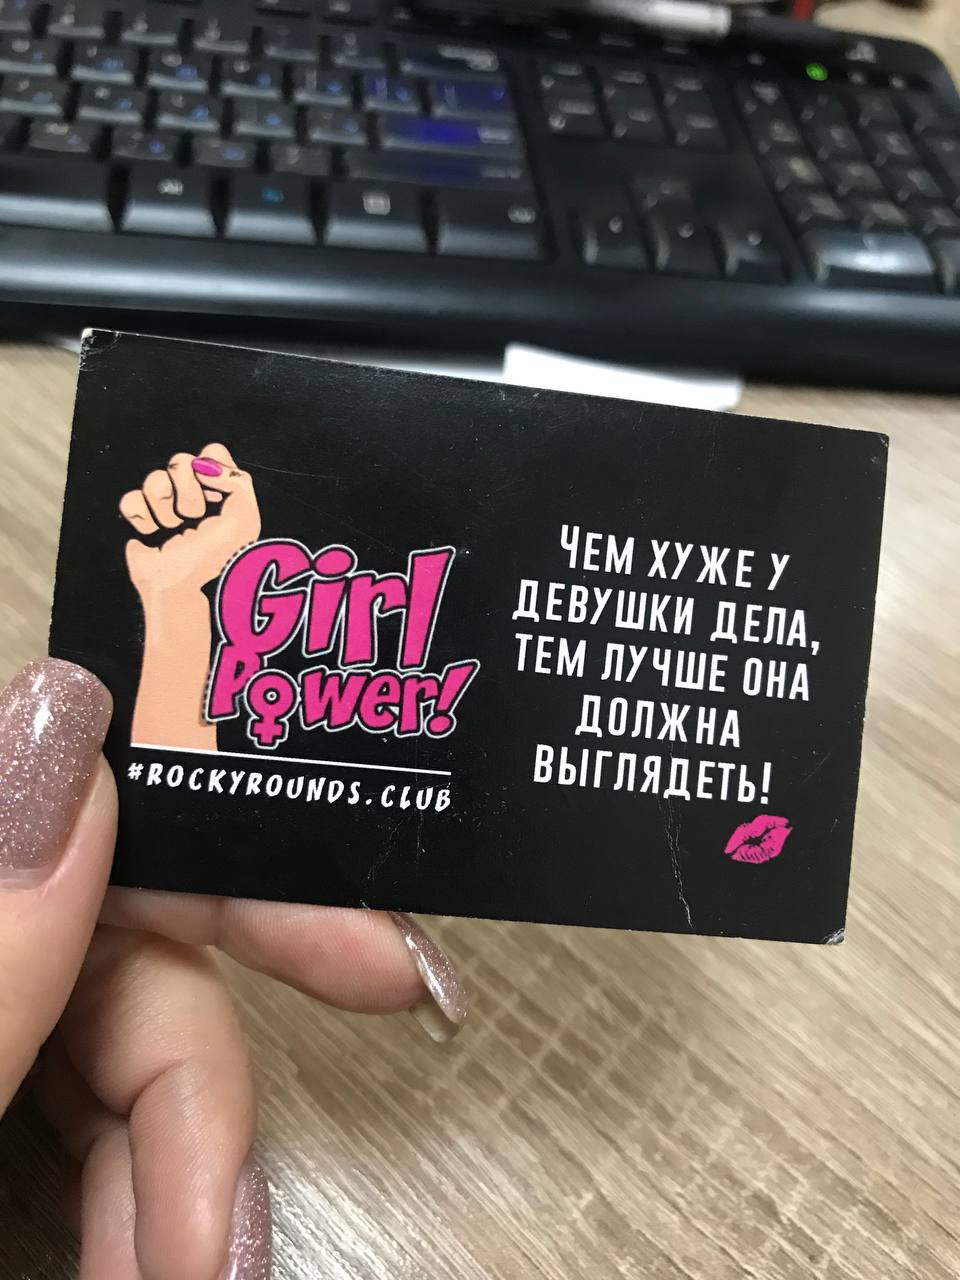 Girl
Power!
#ROCKYROUNDS.CLUB
ЧЕМ ХУЖЕ У
ДЕВУШКИ ДЕЛА,
ТЕМ ЛУЧШЕ ОНА
ДОЛЖНА
ВЫГЛЯДЕТЬ!